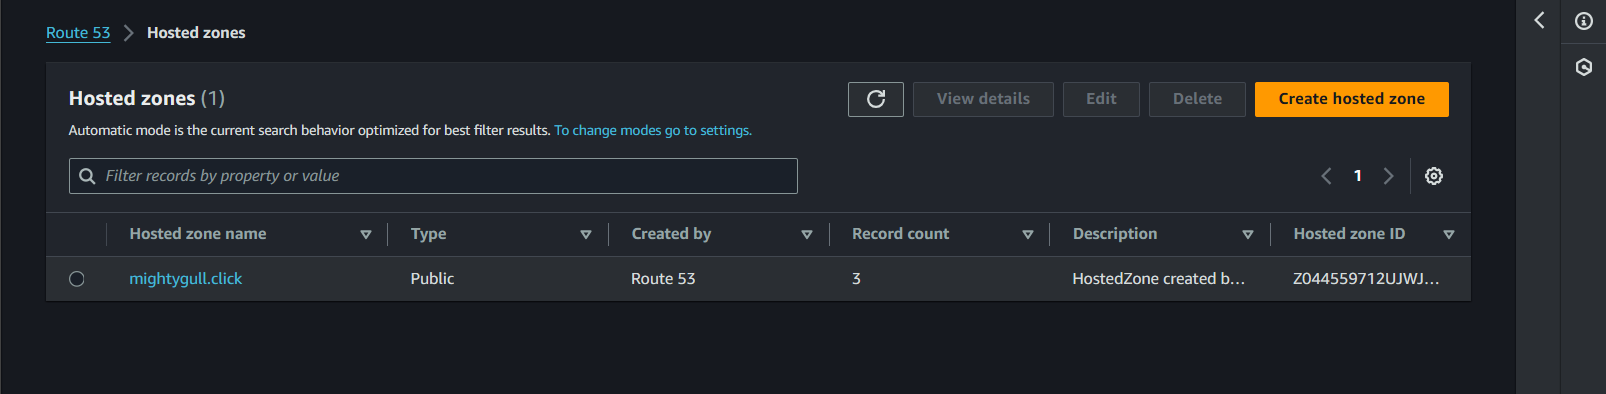 Route 53 Hosted zones
Hosted zones (1)
View details Edit Delete Create hosted zone
Automatic mode is the current search behavior optimized for best filter results. To change modes go to settings.
Filter records by property or value
1
Hosted zone name Type Created by Record count Description Hosted zone ID
mightygull.click Public Route 53 3 HostedZone created b... Z044559712UJWJ...